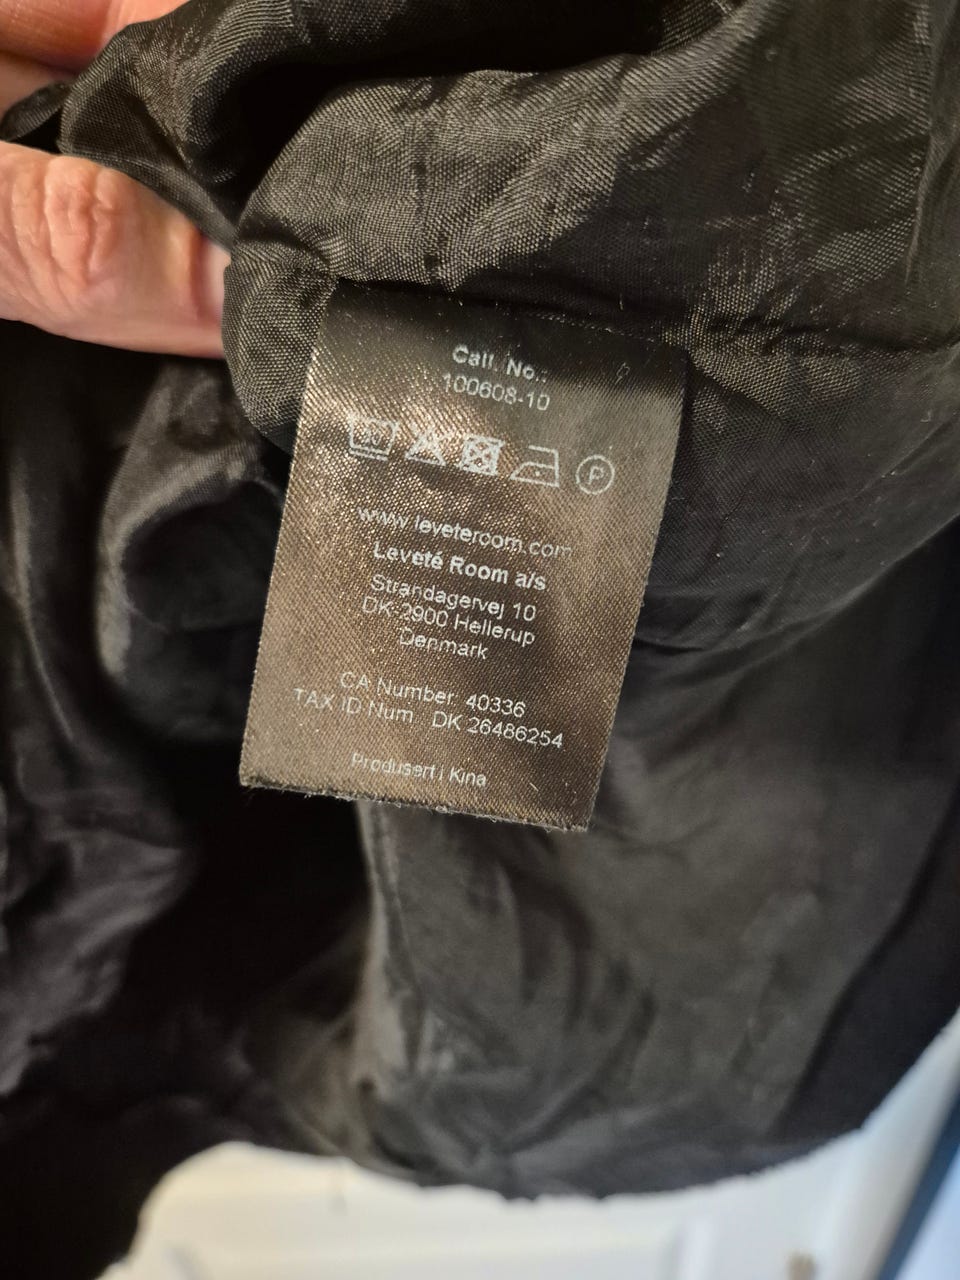 Call. No.:
100608-10
P
www.leveteroom.com
Leveté Room a/s
Strandagervej 10
DK-2900 Hellerup
Denmark
CA Number: 40336
TAX ID Num.: DK 26486254
Produsert i Kina